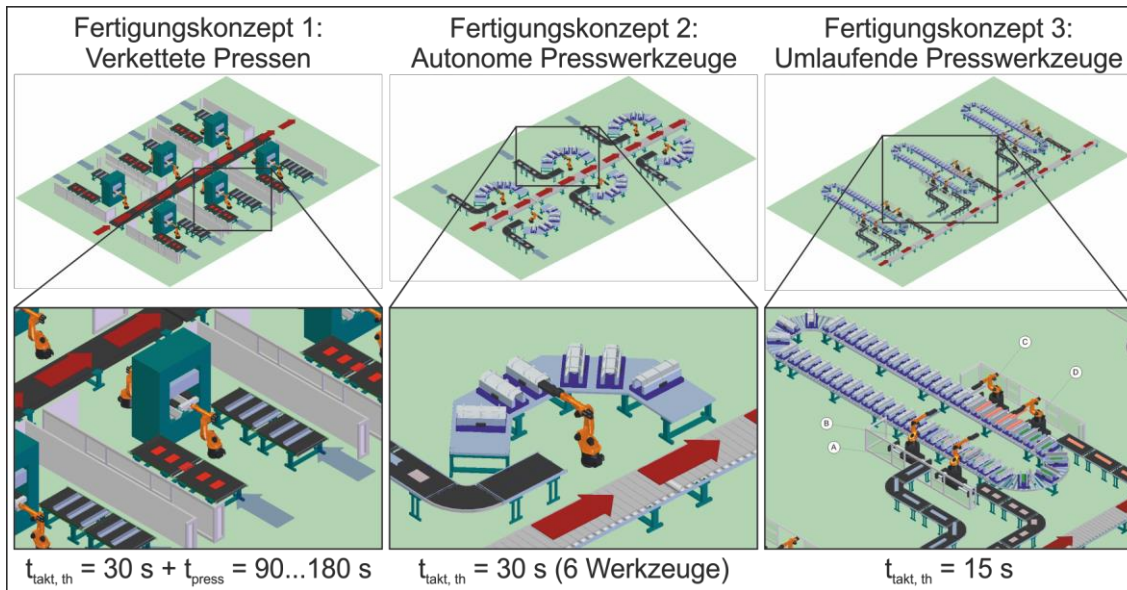 Fertigungskonzept 1:
Verkettete Pressen
Fertigungskonzept 2:
Autonome Presswerkzeuge
Fertigungskonzept 3:
Umlaufende Presswerkzeuge
C
D
B
A
t_takt, th = 30 s + t_press = 90...180 s
t_takt, th = 30 s (6 Werkzeuge)
t_takt, th = 15 s